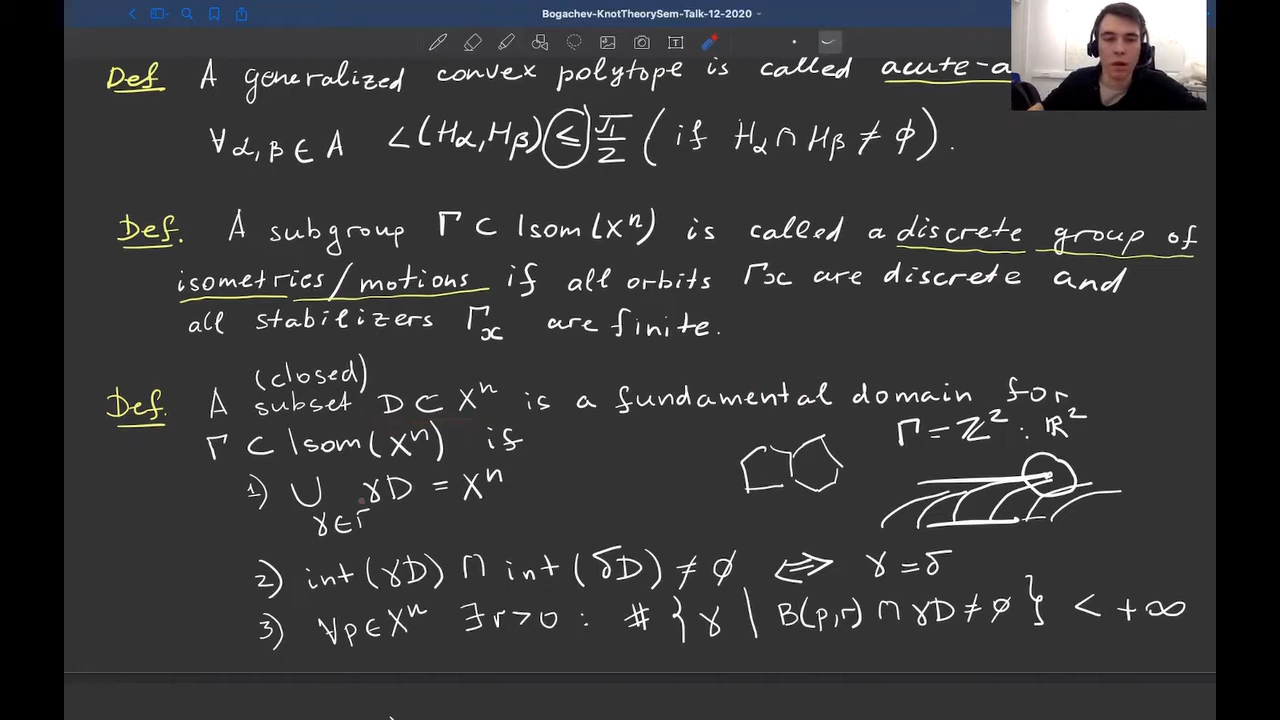 Bogachev-KnotTheorySem-Talk-12-2020
Def A generalized convex polytope is called acute-a
∀α,β ∈ A ∠(Hα,Hβ) ≤ π/2 (if Hα ∩ Hβ ≠ ∅).
Def. A subgroup Γ ⊂ Isom(Xⁿ) is called a discrete group of
isometries/motions if all orbits Γx are discrete and
all stabilizers Γₓ are finite.
(closed)
Def. A subset D ⊂ Xⁿ is a fundamental domain for
Γ ⊂ Isom(Xⁿ) if
Γ = ℤ² : ℝ²
1) ∪ γD = Xⁿ
γ∈Γ
2) int(γD) ∩ int(δD) ≠ ∅ ⟺ γ = δ
3) ∀p∈Xⁿ ∃r>0 : # {γ | B(p,r) ∩ γD ≠ ∅} < +∞